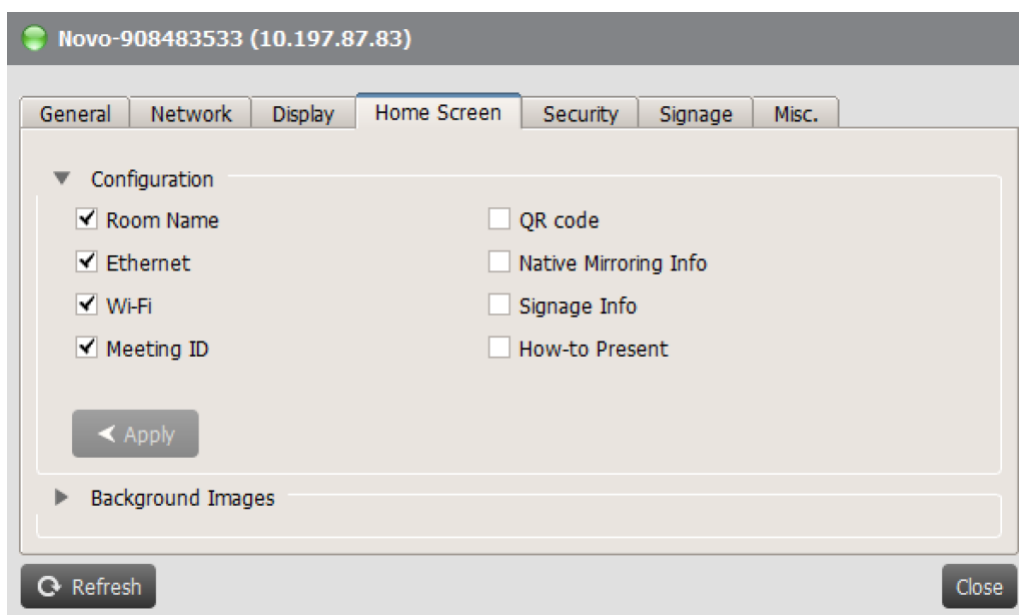 Novo-908483533 (10.197.87.83)
General Network Display Home Screen Security Signage Misc.
Configuration
Room Name QR code
Ethernet Native Mirroring Info
Wi-Fi Signage Info
Meeting ID How-to Present
Apply
Background Images
Refresh Close